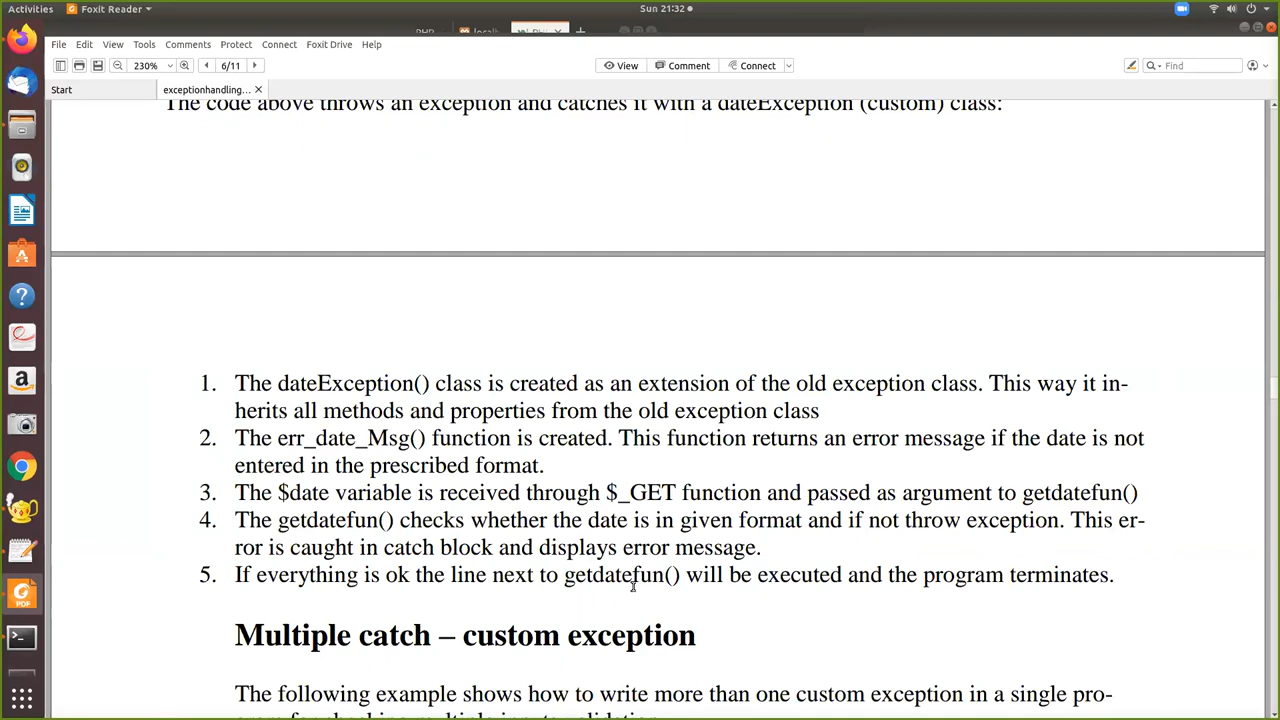 Activities Foxit Reader Sun 21:32
File Edit View Tools Comments Protect Connect Foxit Drive Help
230% 6/11 View Comment Connect Find
Start exceptionhandling...
The code above throws an exception and catches it with a dateException (custom) class:
1. The dateException() class is created as an extension of the old exception class. This way it in-
herits all methods and properties from the old exception class
2. The err_date_Msg() function is created. This function returns an error message if the date is not
entered in the prescribed format.
3. The $date variable is received through $_GET function and passed as argument to getdatefun()
4. The getdatefun() checks whether the date is in given format and if not throw exception. This er-
ror is caught in catch block and displays error message.
5. If everything is ok the line next to getdatefun() will be executed and the program terminates.
Multiple catch – custom exception
The following example shows how to write more than one custom exception in a single pro-